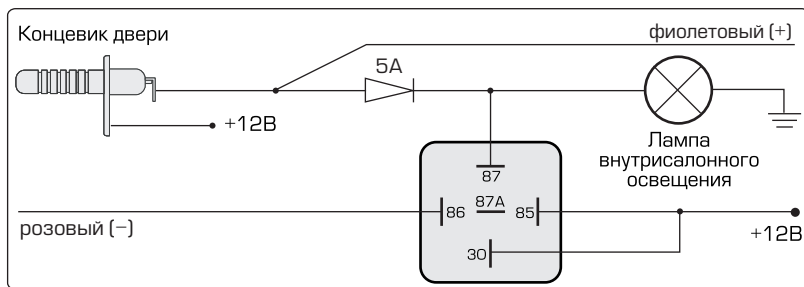 Концевик двери
фиолетовый (+)
5А
+12В
Лампа
внутрисалонного
освещения
87
86
87А
85
30
розовый (−)
+12В